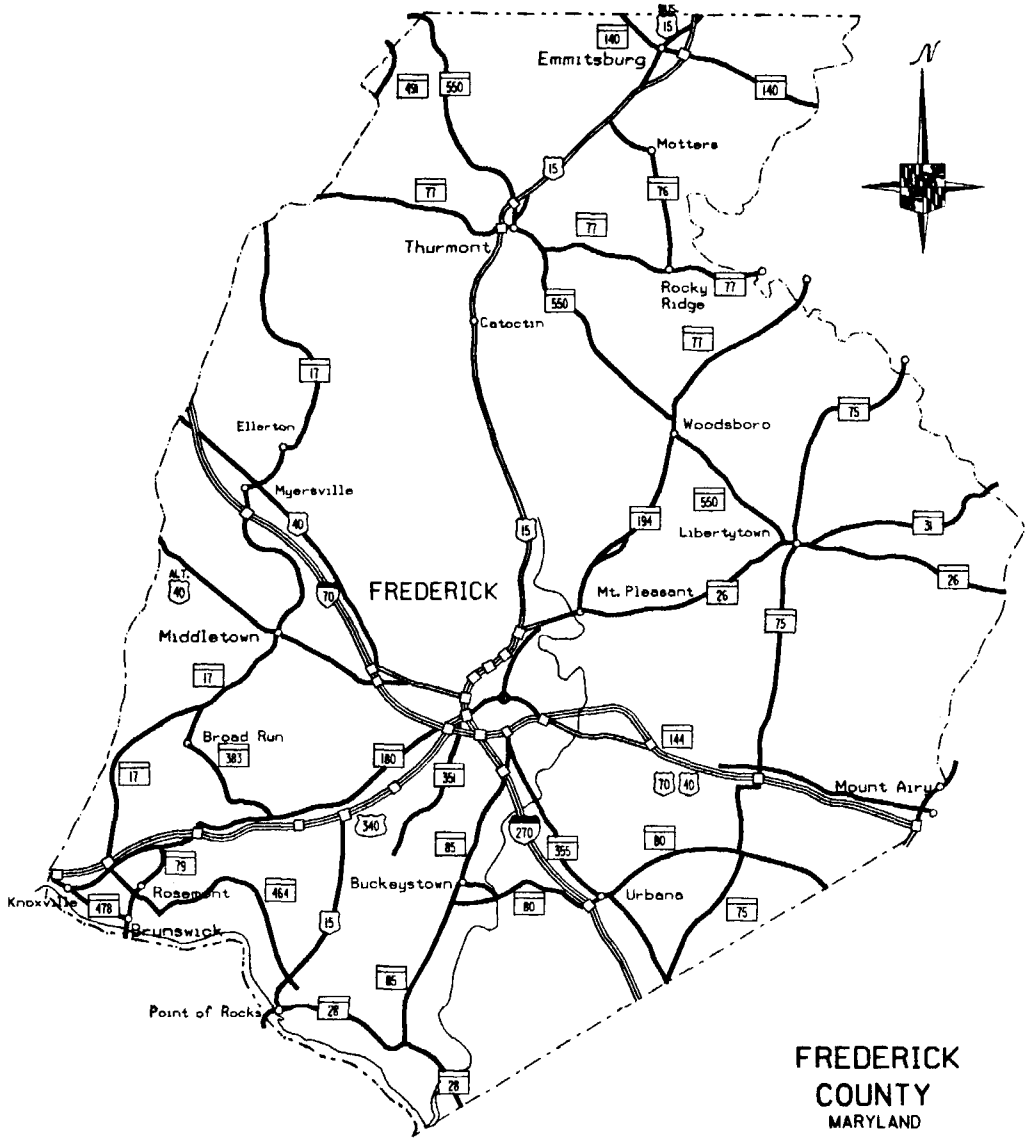 BUS.
15
140
Emmitsburg
N
491
550
140
Motters
15
77
76
77
Thurmont
Rocky
Ridge
77
550
Catoctin
77
17
75
Ellerton
Woodsboro
Myersville
550
40
194
15
31
Libertytown
ALT.
40
70
FREDERICK
Mt. Pleasant
26
26
75
Middletown
17
Broad Run
383
180
144
17
351
70
40
Mount Airy
340
270
85
355
80
79
Rosemont
464
Buckeystown
Urbana
Knoxville
478
80
75
15
Brunswick
85
Point of Rocks
28
28
FREDERICK
COUNTY
MARYLAND